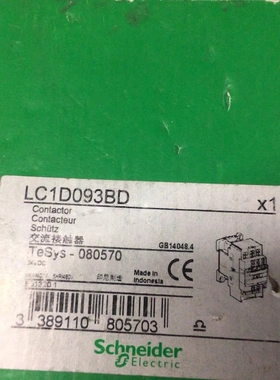 LC1D093BD
x1
Contactor
Contacteur
Schütz
交流接触器
GB14048.4
TeSys - 080570
Made in
Indonesia
3 389110 805703
Schneider
Electric